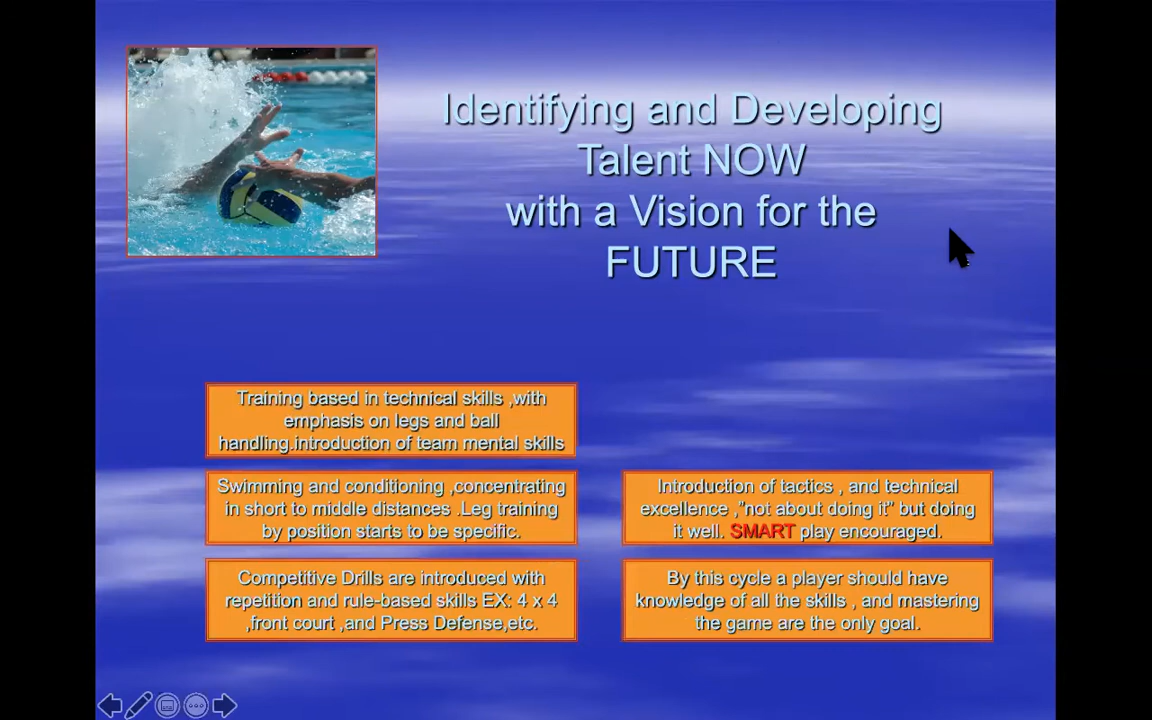 Identifying and Developing
Talent NOW
with a Vision for the
FUTURE
Training based in technical skills ,with
emphasis on legs and ball
handling.introduction of team mental skills
Swimming and conditioning ,concentrating
in short to middle distances .Leg training
by position starts to be specific.
Competitive Drills are introduced with
repetition and rule-based skills EX: 4 x 4
,front court ,and Press Defense,etc.
Introduction of tactics , and technical
excellence ,"not about doing it" but doing
it well. SMART play encouraged.
By this cycle a player should have
knowledge of all the skills , and mastering
the game are the only goal.